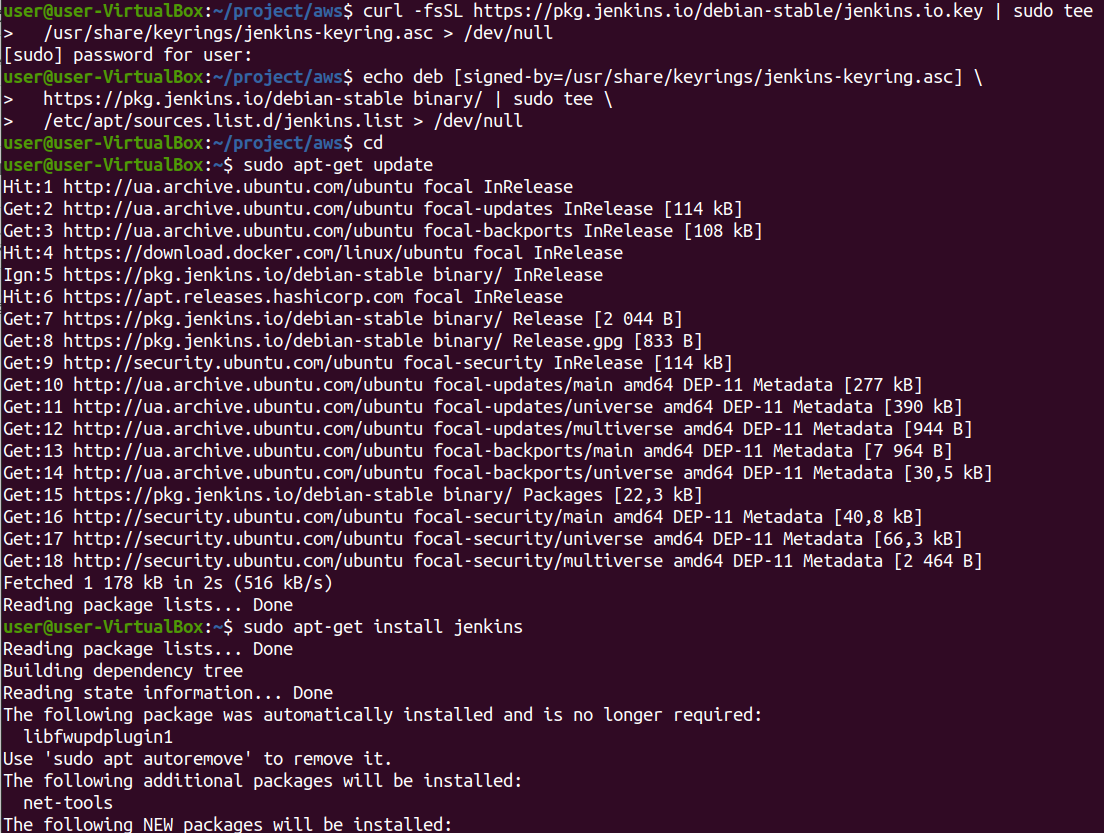 user@user-VirtualBox:~/project/aws$ curl -fsSL https://pkg.jenkins.io/debian-stable/jenkins.io.key | sudo tee
>   /usr/share/keyrings/jenkins-keyring.asc > /dev/null
[sudo] password for user:
user@user-VirtualBox:~/project/aws$ echo deb [signed-by=/usr/share/keyrings/jenkins-keyring.asc] \
>   https://pkg.jenkins.io/debian-stable binary/ | sudo tee \
>   /etc/apt/sources.list.d/jenkins.list > /dev/null
user@user-VirtualBox:~/project/aws$ cd
user@user-VirtualBox:~$ sudo apt-get update
Hit:1 http://ua.archive.ubuntu.com/ubuntu focal InRelease
Get:2 http://ua.archive.ubuntu.com/ubuntu focal-updates InRelease [114 kB]
Get:3 http://ua.archive.ubuntu.com/ubuntu focal-backports InRelease [108 kB]
Hit:4 https://download.docker.com/linux/ubuntu focal InRelease
Ign:5 https://pkg.jenkins.io/debian-stable binary/ InRelease
Hit:6 https://apt.releases.hashicorp.com focal InRelease
Get:7 https://pkg.jenkins.io/debian-stable binary/ Release [2 044 B]
Get:8 https://pkg.jenkins.io/debian-stable binary/ Release.gpg [833 B]
Get:9 http://security.ubuntu.com/ubuntu focal-security InRelease [114 kB]
Get:10 http://ua.archive.ubuntu.com/ubuntu focal-updates/main amd64 DEP-11 Metadata [277 kB]
Get:11 http://ua.archive.ubuntu.com/ubuntu focal-updates/universe amd64 DEP-11 Metadata [390 kB]
Get:12 http://ua.archive.ubuntu.com/ubuntu focal-updates/multiverse amd64 DEP-11 Metadata [944 B]
Get:13 http://ua.archive.ubuntu.com/ubuntu focal-backports/main amd64 DEP-11 Metadata [7 964 B]
Get:14 http://ua.archive.ubuntu.com/ubuntu focal-backports/universe amd64 DEP-11 Metadata [30,5 kB]
Get:15 https://pkg.jenkins.io/debian-stable binary/ Packages [22,3 kB]
Get:16 http://security.ubuntu.com/ubuntu focal-security/main amd64 DEP-11 Metadata [40,8 kB]
Get:17 http://security.ubuntu.com/ubuntu focal-security/universe amd64 DEP-11 Metadata [66,3 kB]
Get:18 http://security.ubuntu.com/ubuntu focal-security/multiverse amd64 DEP-11 Metadata [2 464 B]
Fetched 1 178 kB in 2s (516 kB/s)
Reading package lists... Done
user@user-VirtualBox:~$ sudo apt-get install jenkins
Reading package lists... Done
Building dependency tree
Reading state information... Done
The following package was automatically installed and is no longer required:
  libfwupdplugin1
Use 'sudo apt autoremove' to remove it.
The following additional packages will be installed:
  net-tools
The following NEW packages will be installed: